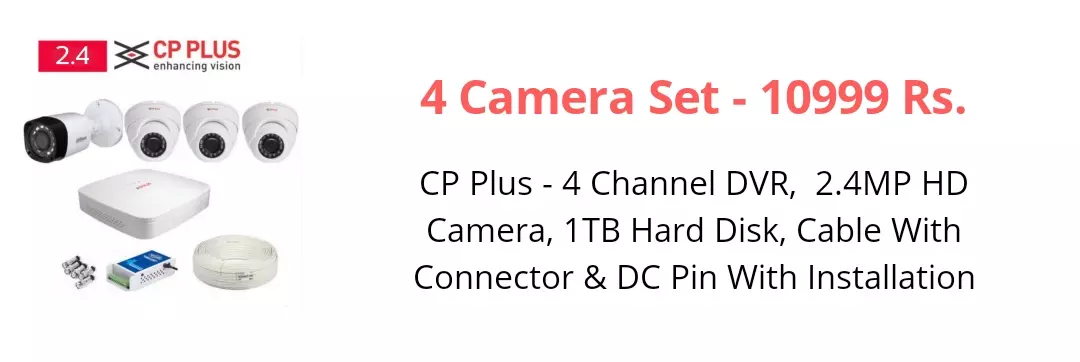 2.4
CP PLUS
enhancing vision
4 Camera Set - 10999 Rs.
CP Plus - 4 Channel DVR,  2.4MP HD
Camera, 1TB Hard Disk, Cable With
Connector & DC Pin With Installation